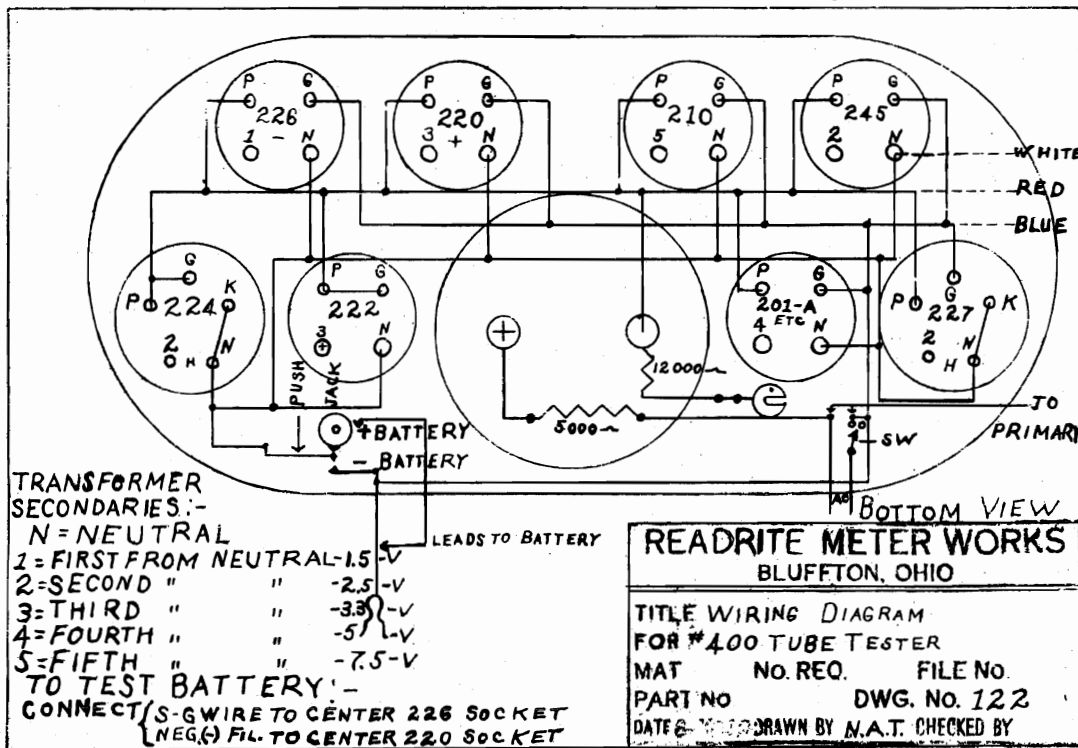 P G P G P G P G
226 220 210 245
1 - N 3 + N 5 N 2 N
WHITE
RED
BLUE
G K P G P G G K
P 224 222 201-A P 227
ETC
2 H N 3 + N 4 N 2 H N
PUSH JACK
12000~
5000~
+ BATTERY
- BATTERY
TO PRIMARY
SW
AC
BOTTOM VIEW
LEADS TO BATTERY
TRANSFORMER
SECONDARIES:-
N = NEUTRAL
1 = FIRST FROM NEUTRAL -1.5 -V
2 = SECOND " " -2.5 -V
3 = THIRD " " -3.3 -V
4 = FOURTH " " -5 -V
5 = FIFTH " " -7.5 -V
TO TEST BATTERY:-
CONNECT { S-G WIRE TO CENTER 226 SOCKET
NEG.(-) FIL. TO CENTER 220 SOCKET
READRITE METER WORKS
BLUFFTON, OHIO
TITLE WIRING DIAGRAM
FOR #400 TUBE TESTER
MAT NO. REQ. FILE NO.
PART NO DWG. NO. 122
DATE DRAWN BY N.A.T. CHECKED BY